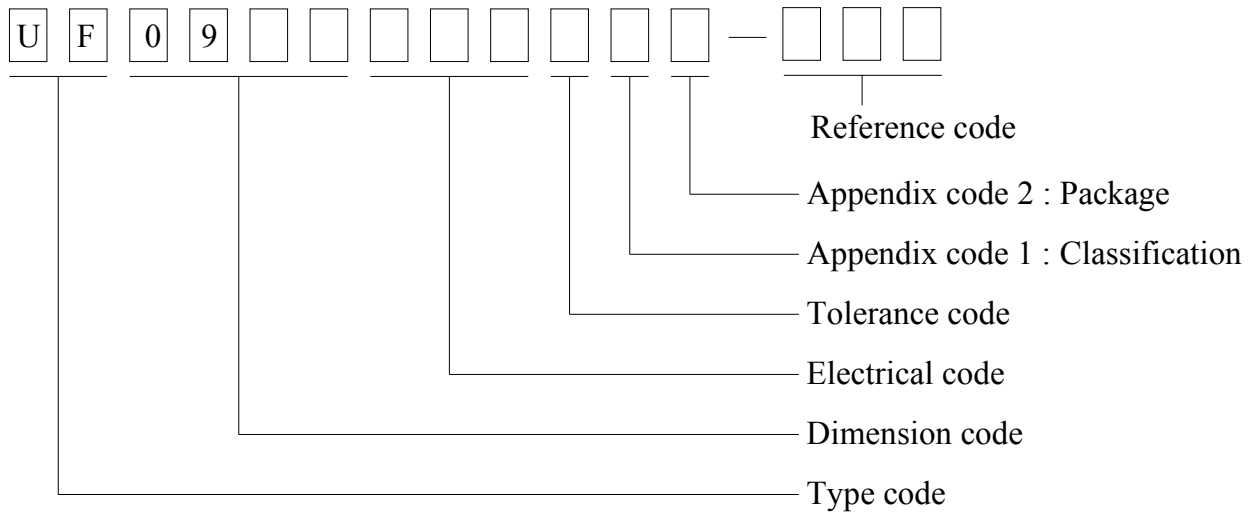 U F 0 9 —
Reference code
Appendix code 2 : Package
Appendix code 1 : Classification
Tolerance code
Electrical code
Dimension code
Type code